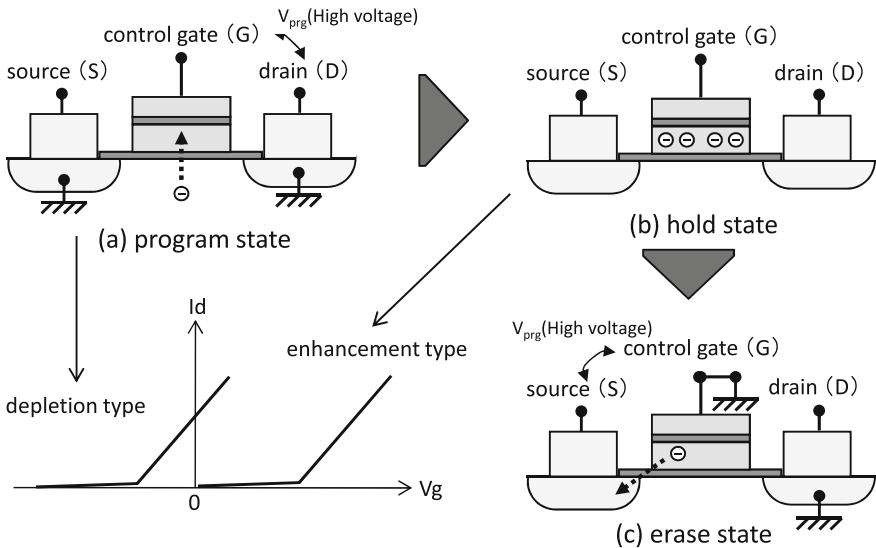 Vprg(High voltage)
control gate (G)
source (S)
drain (D)
(a) program state
control gate (G)
source (S)
drain (D)
(b) hold state
Id
enhancement type
depletion type
0
Vg
Vprg(High voltage)
control gate (G)
source (S)
drain (D)
(c) erase state